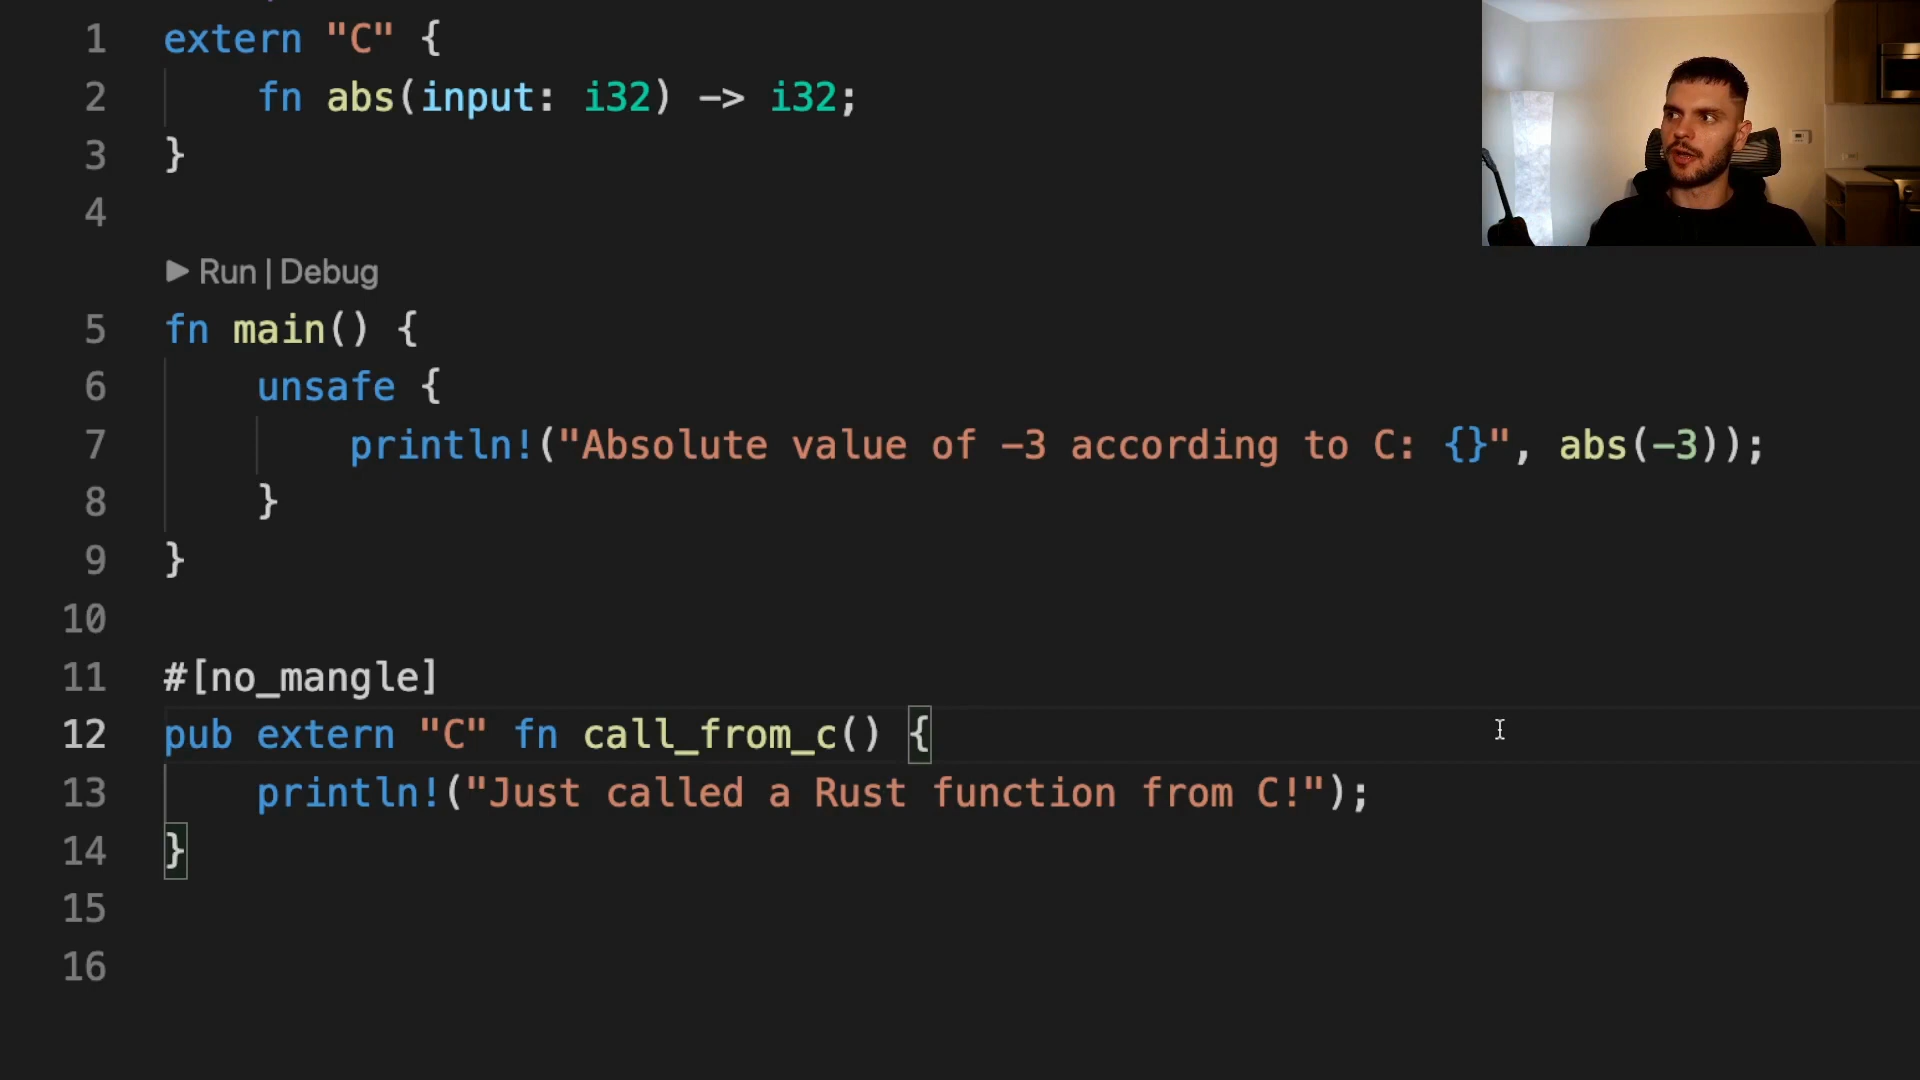 1 extern "C" {
2 fn abs(input: i32) -> i32;
3 }
4
▶ Run | Debug
5 fn main() {
6 unsafe {
7 println!("Absolute value of -3 according to C: {}", abs(-3));
8 }
9 }
10
11 #[no_mangle]
12 pub extern "C" fn call_from_c() {
13 println!("Just called a Rust function from C!");
14 }
15
16